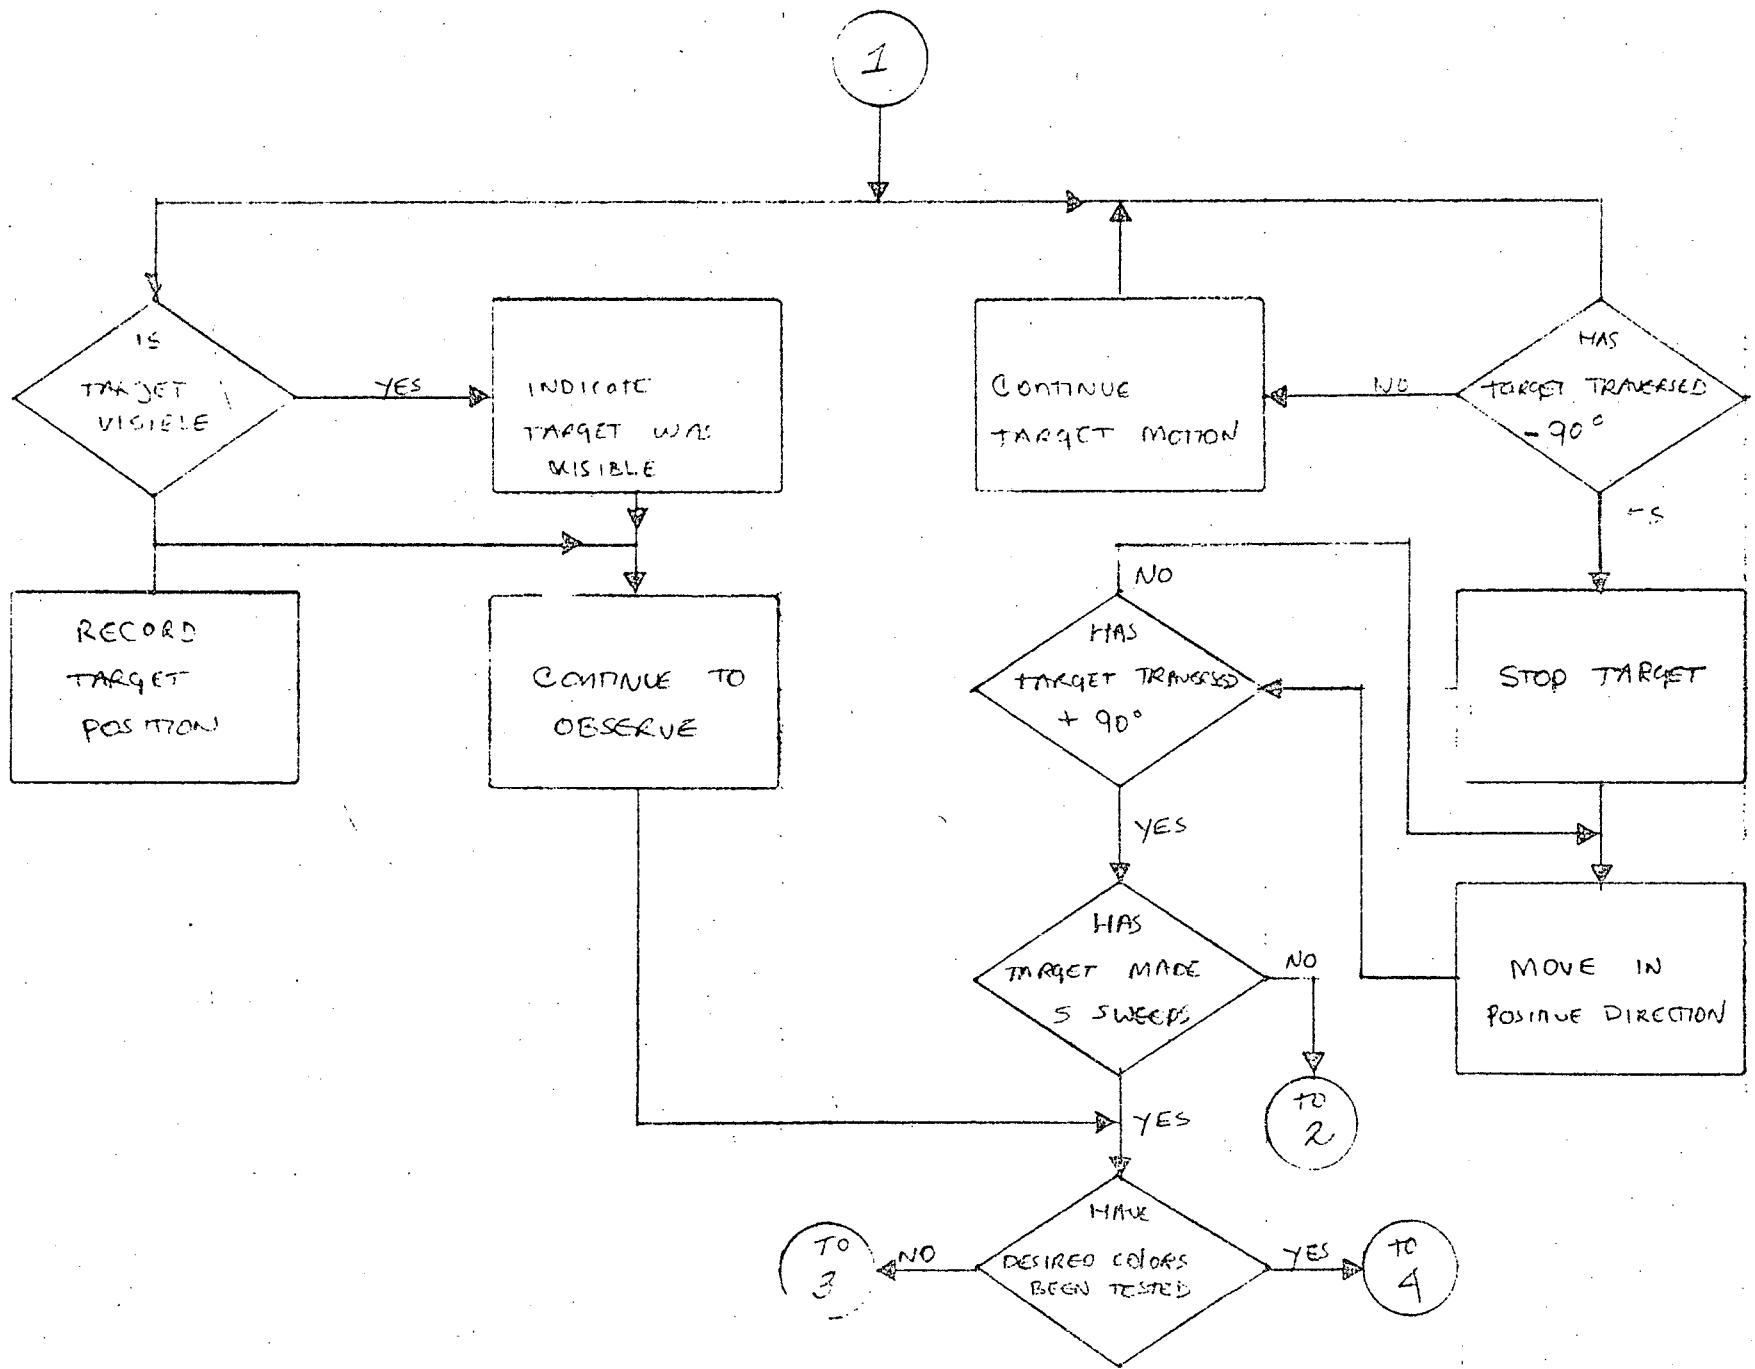 1
IS
TARGET
VISIBLE
YES
INDICATE
TARGET WAS
VISIBLE
CONTINUE
TARGET MOTION
NO
HAS
TARGET TRAVERSED
- 90°
RECORD
TARGET
POSITION
CONTINUE TO
OBSERVE
NO
HAS
TARGET TRAVERSED
+ 90°
YES
STOP TARGET
MOVE IN
POSITIVE DIRECTION
HAS
TARGET MADE
5 SWEEPS
NO
TO
2
YES
HAVE
DESIRED COLORS
BEEN TESTED
NO
TO
3
YES
TO
4